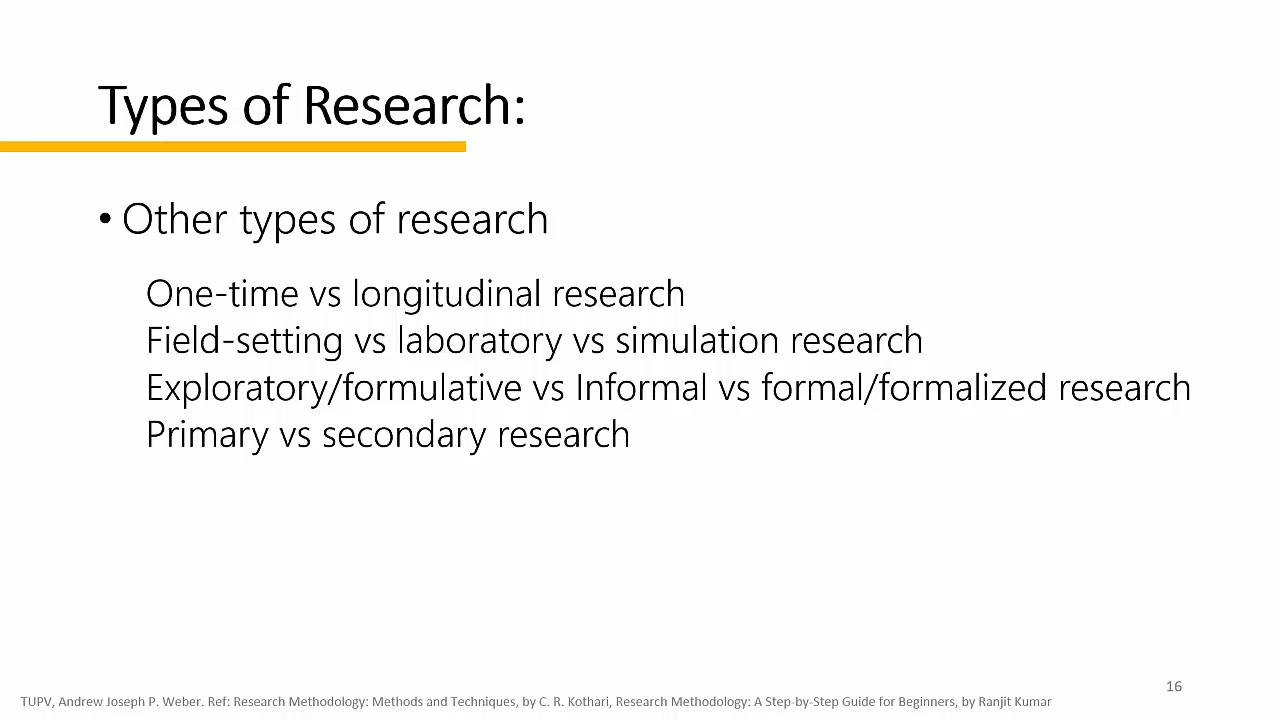 Types of Research:
• Other types of research
One-time vs longitudinal research
Field-setting vs laboratory vs simulation research
Exploratory/formulative vs Informal vs formal/formalized research
Primary vs secondary research
16
TUPV, Andrew Joseph P. Weber. Ref: Research Methodology: Methods and Techniques, by C. R. Kothari, Research Methodology: A Step-by-Step Guide for Beginners, by Ranjit Kumar